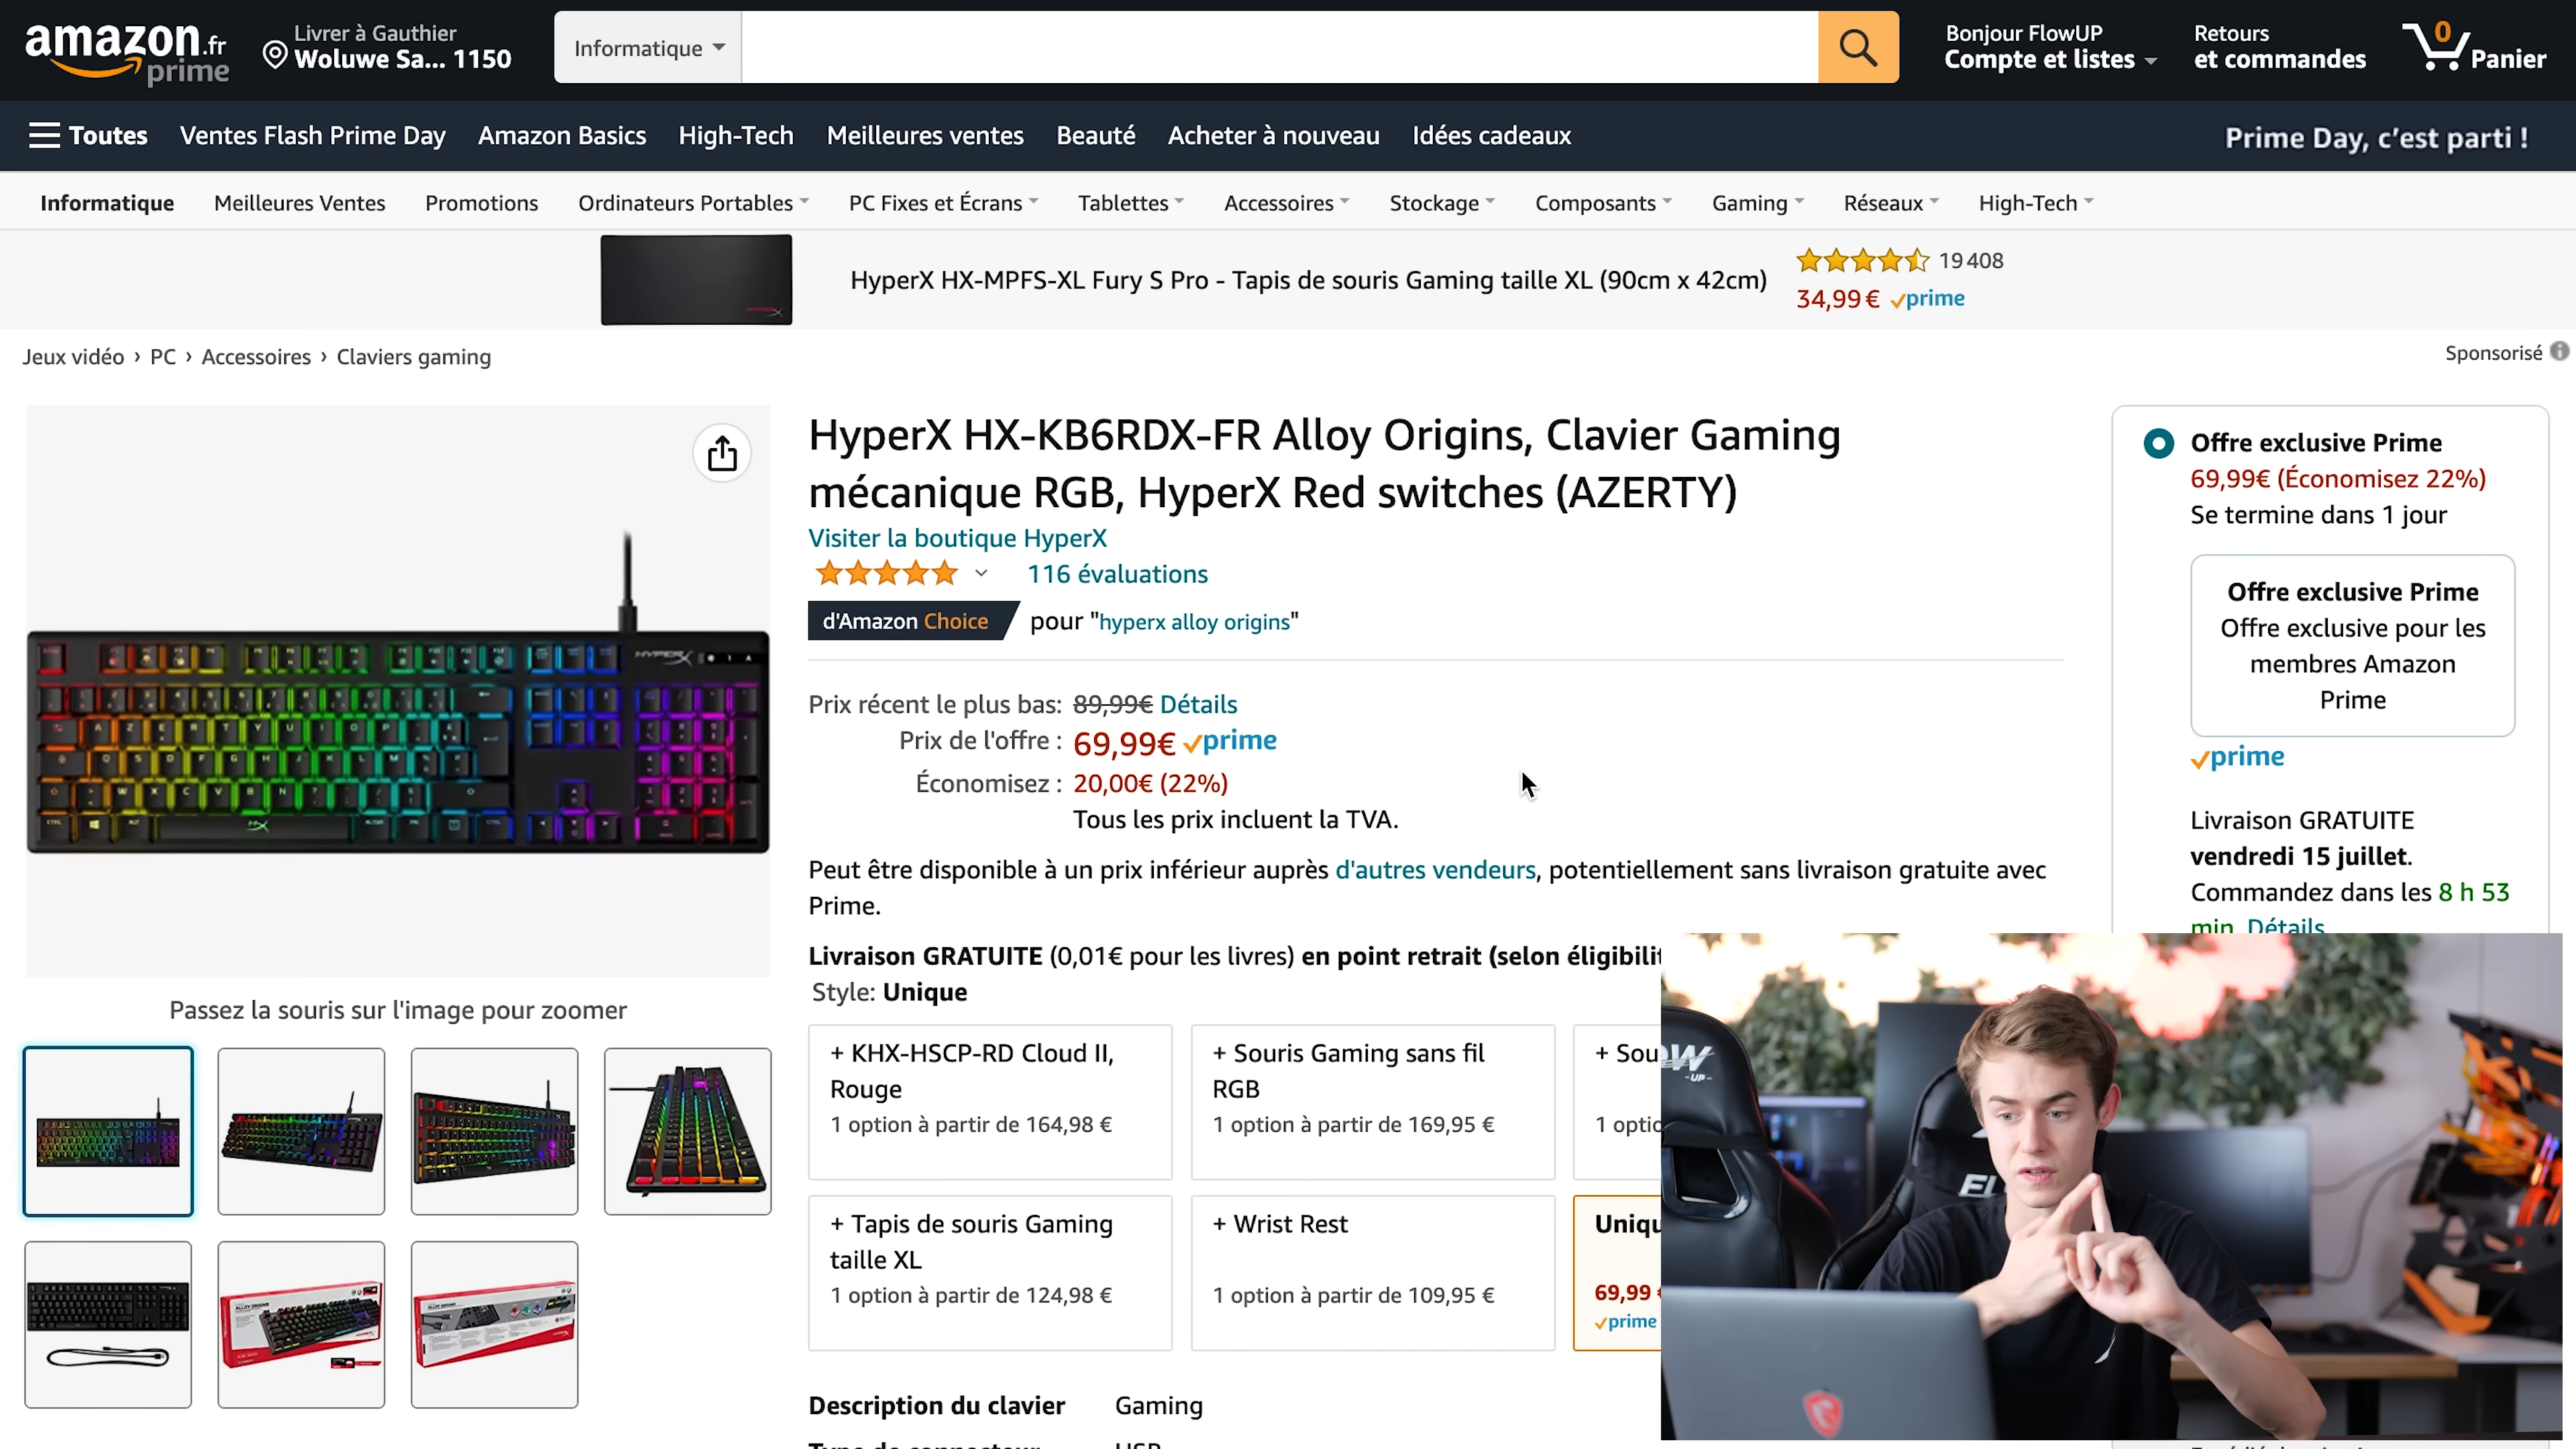 amazon.fr
prime
Livrer à Gauthier
Woluwe Sa... 1150
Informatique
Bonjour FlowUP
Compte et listes
Retours
et commandes
0
Panier
Toutes
Ventes Flash Prime Day
Amazon Basics
High-Tech
Meilleures ventes
Beauté
Acheter à nouveau
Idées cadeaux
Prime Day, c'est parti !
Informatique
Meilleures Ventes
Promotions
Ordinateurs Portables
PC Fixes et Écrans
Tablettes
Accessoires
Stockage
Composants
Gaming
Réseaux
High-Tech
HyperX HX-MPFS-XL Fury S Pro - Tapis de souris Gaming taille XL (90cm x 42cm)
19 408
34,99 € prime
Jeux vidéo › PC › Accessoires › Claviers gaming
Sponsorisé
HyperX HX-KB6RDX-FR Alloy Origins, Clavier Gaming
mécanique RGB, HyperX Red switches (AZERTY)
Visiter la boutique HyperX
116 évaluations
d'Amazon Choice pour "hyperx alloy origins"
Prix récent le plus bas: 89,99€ Détails
Prix de l'offre : 69,99€ prime
Économisez : 20,00€ (22%)
Tous les prix incluent la TVA.
Peut être disponible à un prix inférieur auprès d'autres vendeurs, potentiellement sans livraison gratuite avec
Prime.
Livraison GRATUITE (0,01€ pour les livres) en point retrait (selon
Style: Unique
+ KHX-HSCP-RD Cloud II,
Rouge
1 option à partir de 164,98 €
+ Souris Gaming sans fil
RGB
1 option à partir de 169,95 €
+ Tapis de souris Gaming
taille XL
1 option à partir de 124,98 €
+ Wrist Rest
1 option à partir de 109,95 €
69,99
prime
Description du clavier Gaming
Offre exclusive Prime
69,99€ (Économisez 22%)
Se termine dans 1 jour
Offre exclusive Prime
Offre exclusive pour les
membres Amazon
Prime
prime
Livraison GRATUITE
vendredi 15 juillet.
Commandez dans les 8 h 53
min. Détails
HYPERX
Passez la souris sur l'image pour zoomer
-UP-